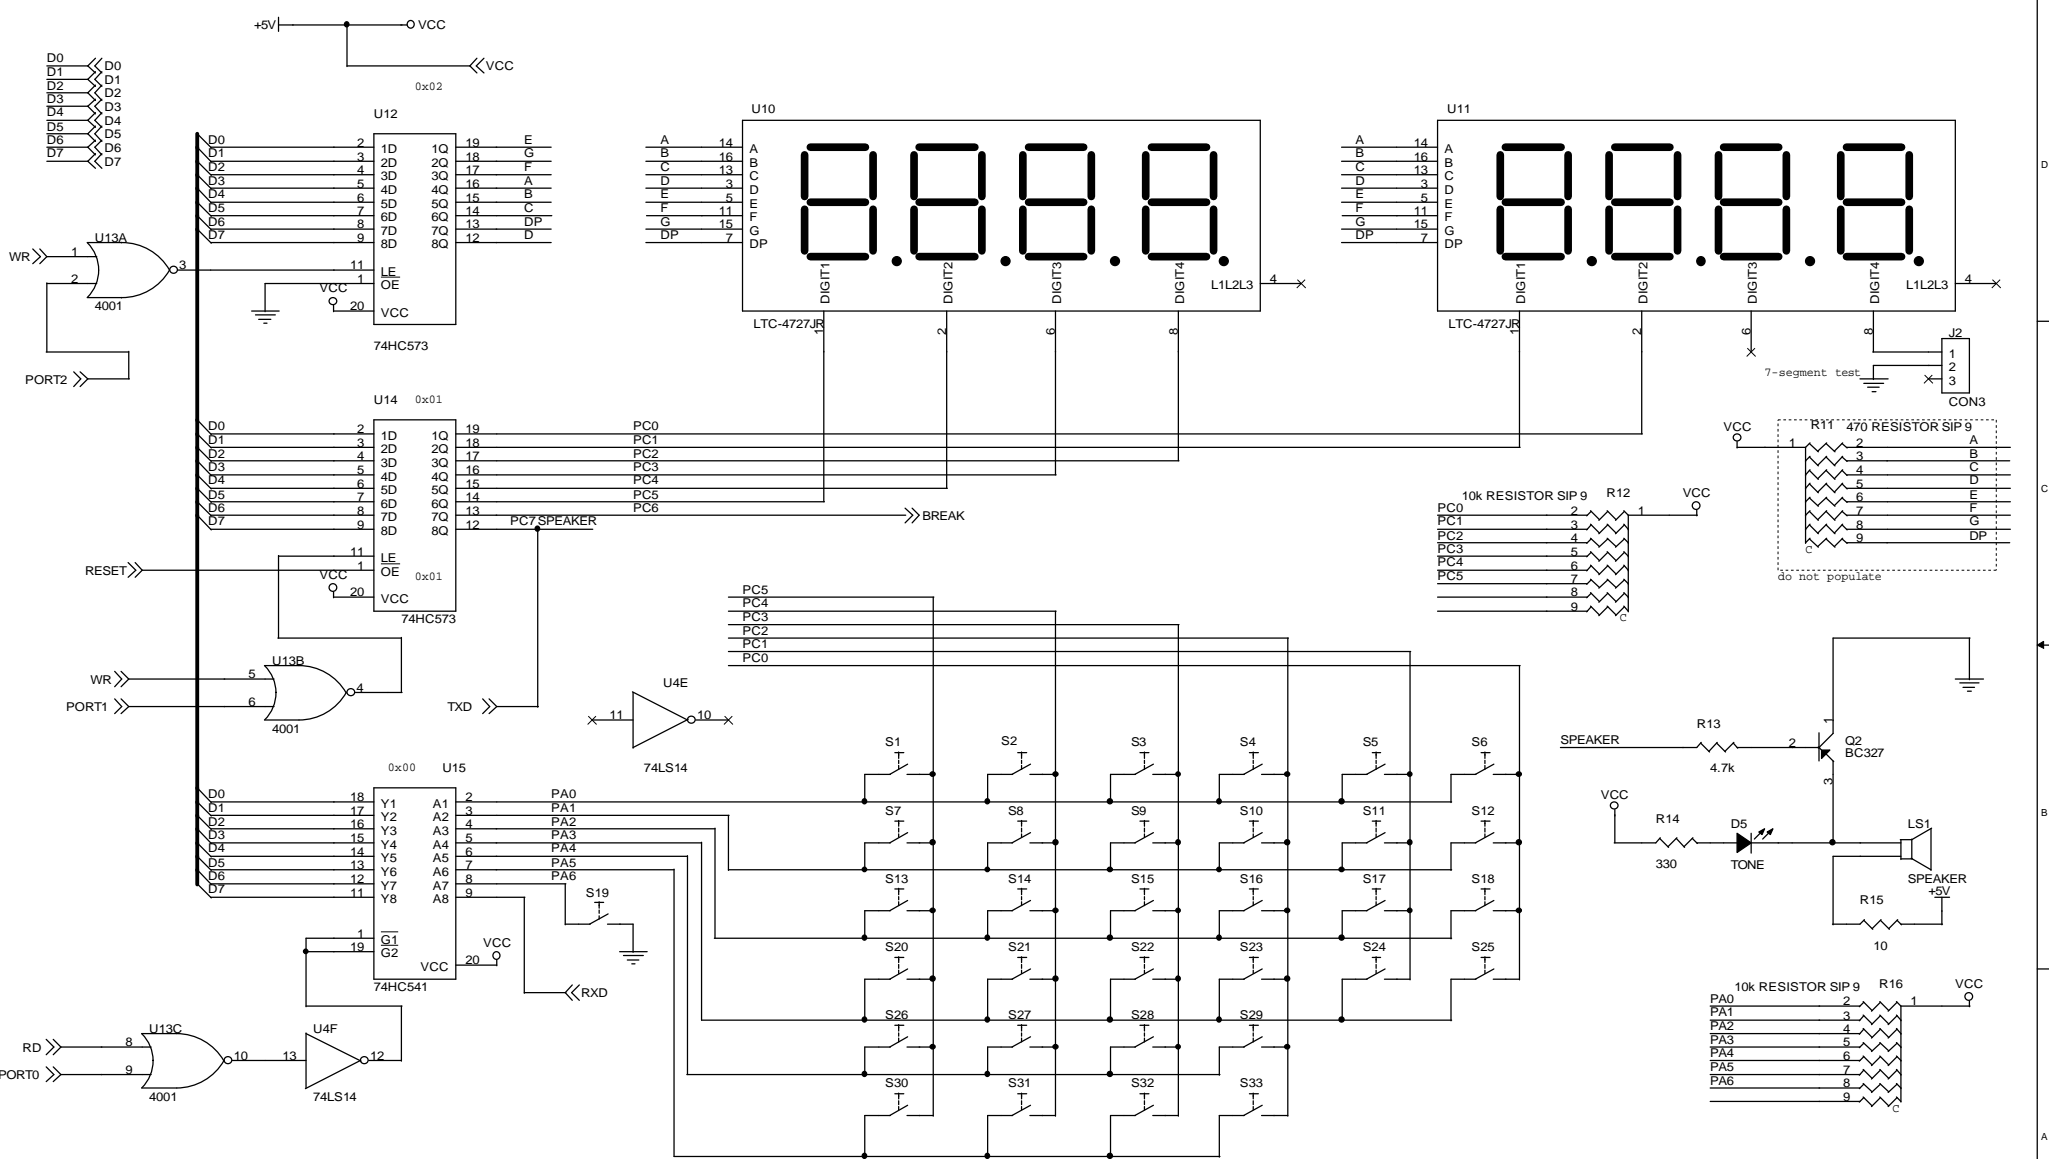 +5V
VCC
VCC
D0 D0
D1 D1
D2 D2
D3 D3
D4 D4
D5 D5
D6 D6
D7 D7
0x02
U12
D0 2 1D 1Q 19 E
D1 3 2D 2Q 18 G
D2 4 3D 3Q 17 F
D3 5 4D 4Q 16 A
D4 6 5D 5Q 15 B
D5 7 6D 6Q 14 C
D6 8 7D 7Q 13 DP
D7 9 8D 8Q 12 D
11 LE
1 OE
VCC 20 VCC
74HC573
U13A
WR 1
2
3
4001
PORT2
U10
A 14 A
B 16 B
C 13 C
D 3 D
E 5 E
F 11 F
G 15 G
DP 7 DP
DIGIT1 DIGIT2 DIGIT3 DIGIT4
L1L2L3 4
LTC-4727JR
1 2 6 8
U11
A 14 A
B 16 B
C 13 C
D 3 D
E 5 E
F 11 F
G 15 G
DP 7 DP
DIGIT1 DIGIT2 DIGIT3 DIGIT4
L1L2L3 4
LTC-4727JR
1 2 6 8
J2
1
2
3
CON3
7-segment test
U14 0x01
D0 2 1D 1Q 19 PC0
D1 3 2D 2Q 18 PC1
D2 4 3D 3Q 17 PC2
D3 5 4D 4Q 16 PC3
D4 6 5D 5Q 15 PC4
D5 7 6D 6Q 14 PC5
D6 8 7D 7Q 13 PC6 BREAK
D7 9 8D 8Q 12 PC7 SPEAKER
11 LE
RESET 1 OE
0x01
VCC 20 VCC
74HC573
U13B
WR 5
PORT1 6
4
4001
TXD
VCC
R11 470 RESISTOR SIP 9
1
2 A
3 B
4 C
5 D
6 E
7 F
8 G
9 DP
C
do not populate
10k RESISTOR SIP 9 R12
VCC
1
PC0 2
PC1 3
PC2 4
PC3 5
PC4 6
PC5 7
8
9
C
PC5
PC4
PC3
PC2
PC1
PC0
U4E
11 10
74LS14
0x00 U15
D0 18 Y1 A1 2 PA0
D1 17 Y2 A2 3 PA1
D2 16 Y3 A3 4 PA2
D3 15 Y4 A4 5 PA3
D4 14 Y5 A5 6 PA4
D5 13 Y6 A6 7 PA5
D6 12 Y7 A7 8 PA6
D7 11 Y8 A8 9
1 G1
19 G2
VCC 20 VCC
74HC541
RXD
S19
U13C
RD 8
PORT0 9
10
4001
U4F
13 12
74LS14
S1 S2 S3 S4 S5 S6
S7 S8 S9 S10 S11 S12
S13 S14 S15 S16 S17 S18
S20 S21 S22 S23 S24 S25
S26 S27 S28 S29
S30 S31 S32 S33
SPEAKER
R13
4.7k
2
1
3
Q2
BC327
VCC
R14
330
D5
TONE
LS1
SPEAKER
+5V
R15
10
10k RESISTOR SIP 9 R16
VCC
1
PA0 2
PA1 3
PA2 4
PA3 5
PA4 6
PA5 7
PA6 8
9
C
D
C
B
A